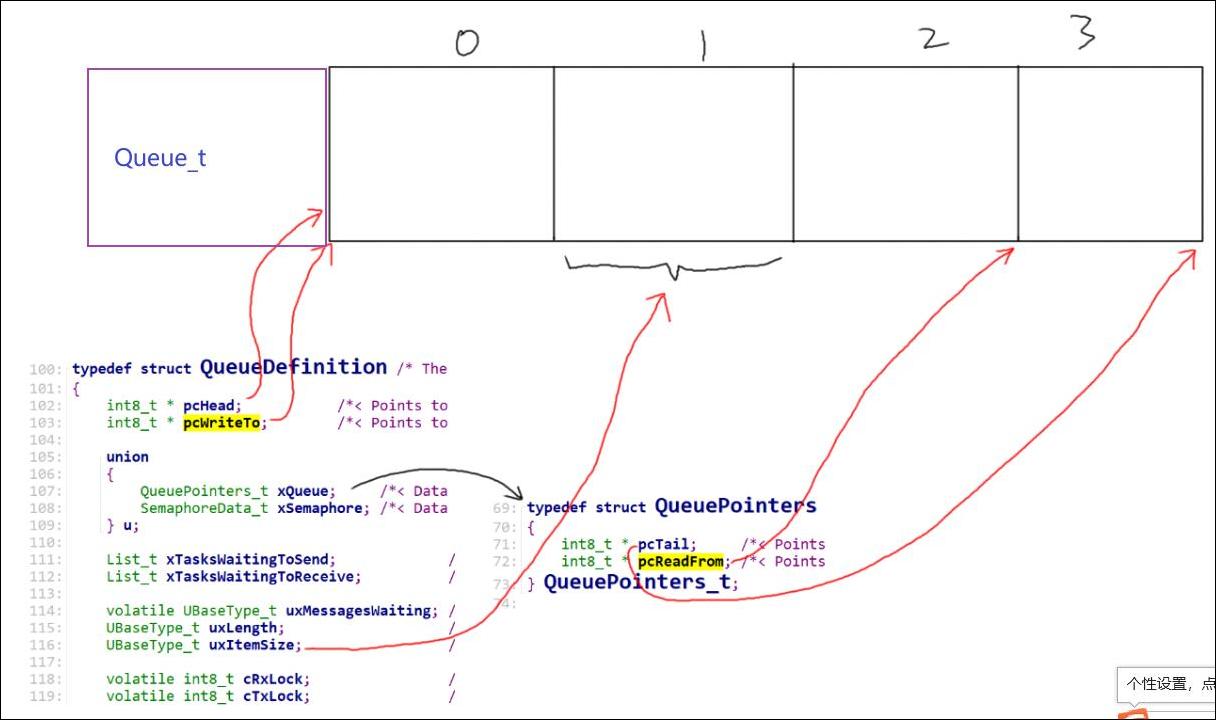 0 1 2 3
Queue_t
100: typedef struct QueueDefinition /* The
101: {
102: int8_t * pcHead; /*< Points to
103: int8_t * pcWriteTo; /*< Points to
104:
105: union
106: {
107: QueuePointers_t xQueue; /*< Data
108: SemaphoreData_t xSemaphore; /*< Data
109: } u;
110:
111: List_t xTasksWaitingToSend; /
112: List_t xTasksWaitingToReceive; /
113:
114: volatile UBaseType_t uxMessagesWaiting; /
115: UBaseType_t uxLength; /
116: UBaseType_t uxItemSize; /
117:
118: volatile int8_t cRxLock; /
119: volatile int8_t cTxLock; /
69: typedef struct QueuePointers
70: {
71: int8_t * pcTail; /*< Points
72: int8_t * pcReadFrom; /*< Points
73: } QueuePointers_t;
74:
个性设置，点